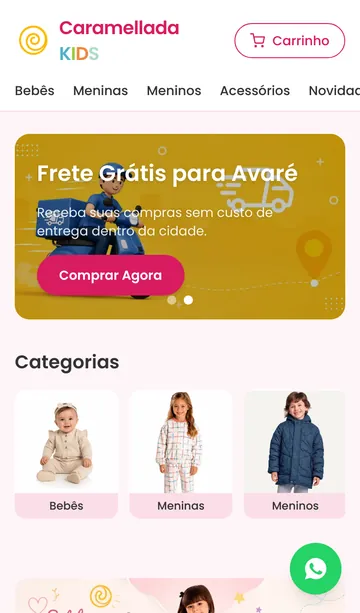 Caramellada
KIDS
Carrinho
Bebês Meninas Meninos Acessórios
Frete Grátis para Avaré
Receba suas compras sem custo de
entrega dentro da cidade.
Comprar Agora
Categorias
Bebês
Meninas
Meninos